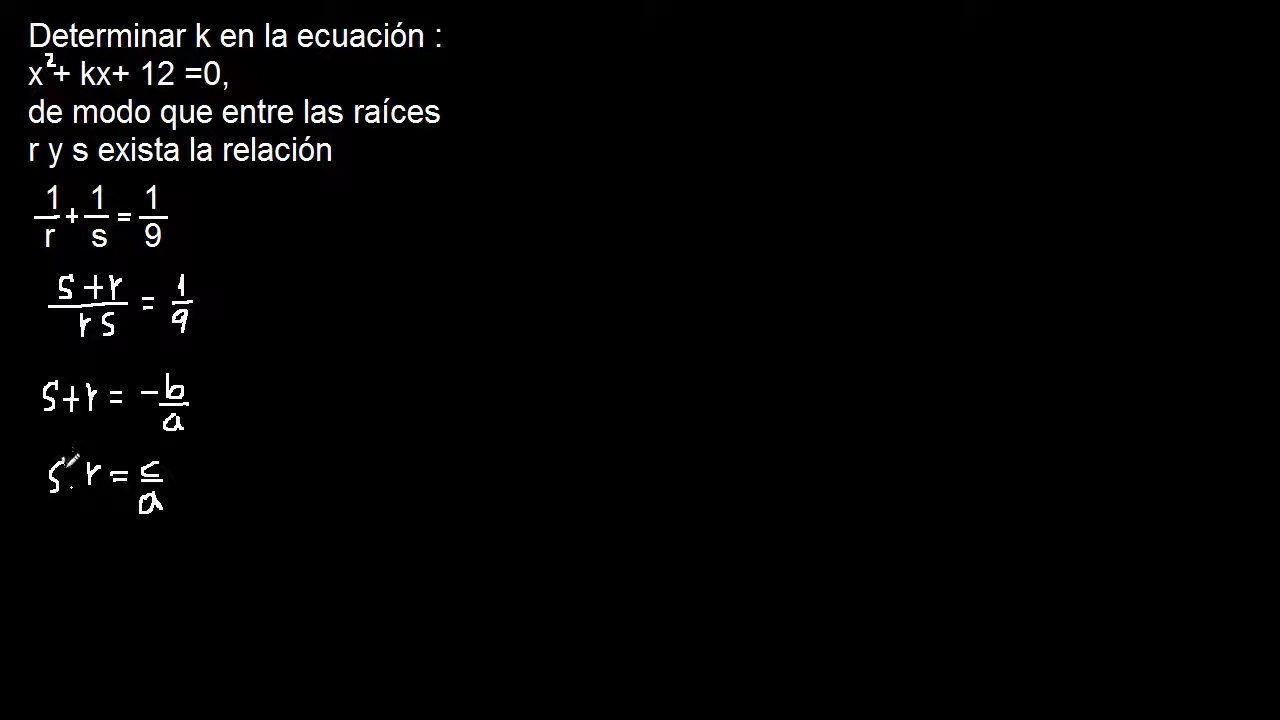 Determinar k en la ecuación :
x²+ kx+ 12 =0,
de modo que entre las raíces
r y s exista la relación
1/r + 1/s = 1/9
s+r/rs = 1/9
s+r = -b/a
s.r = c/a